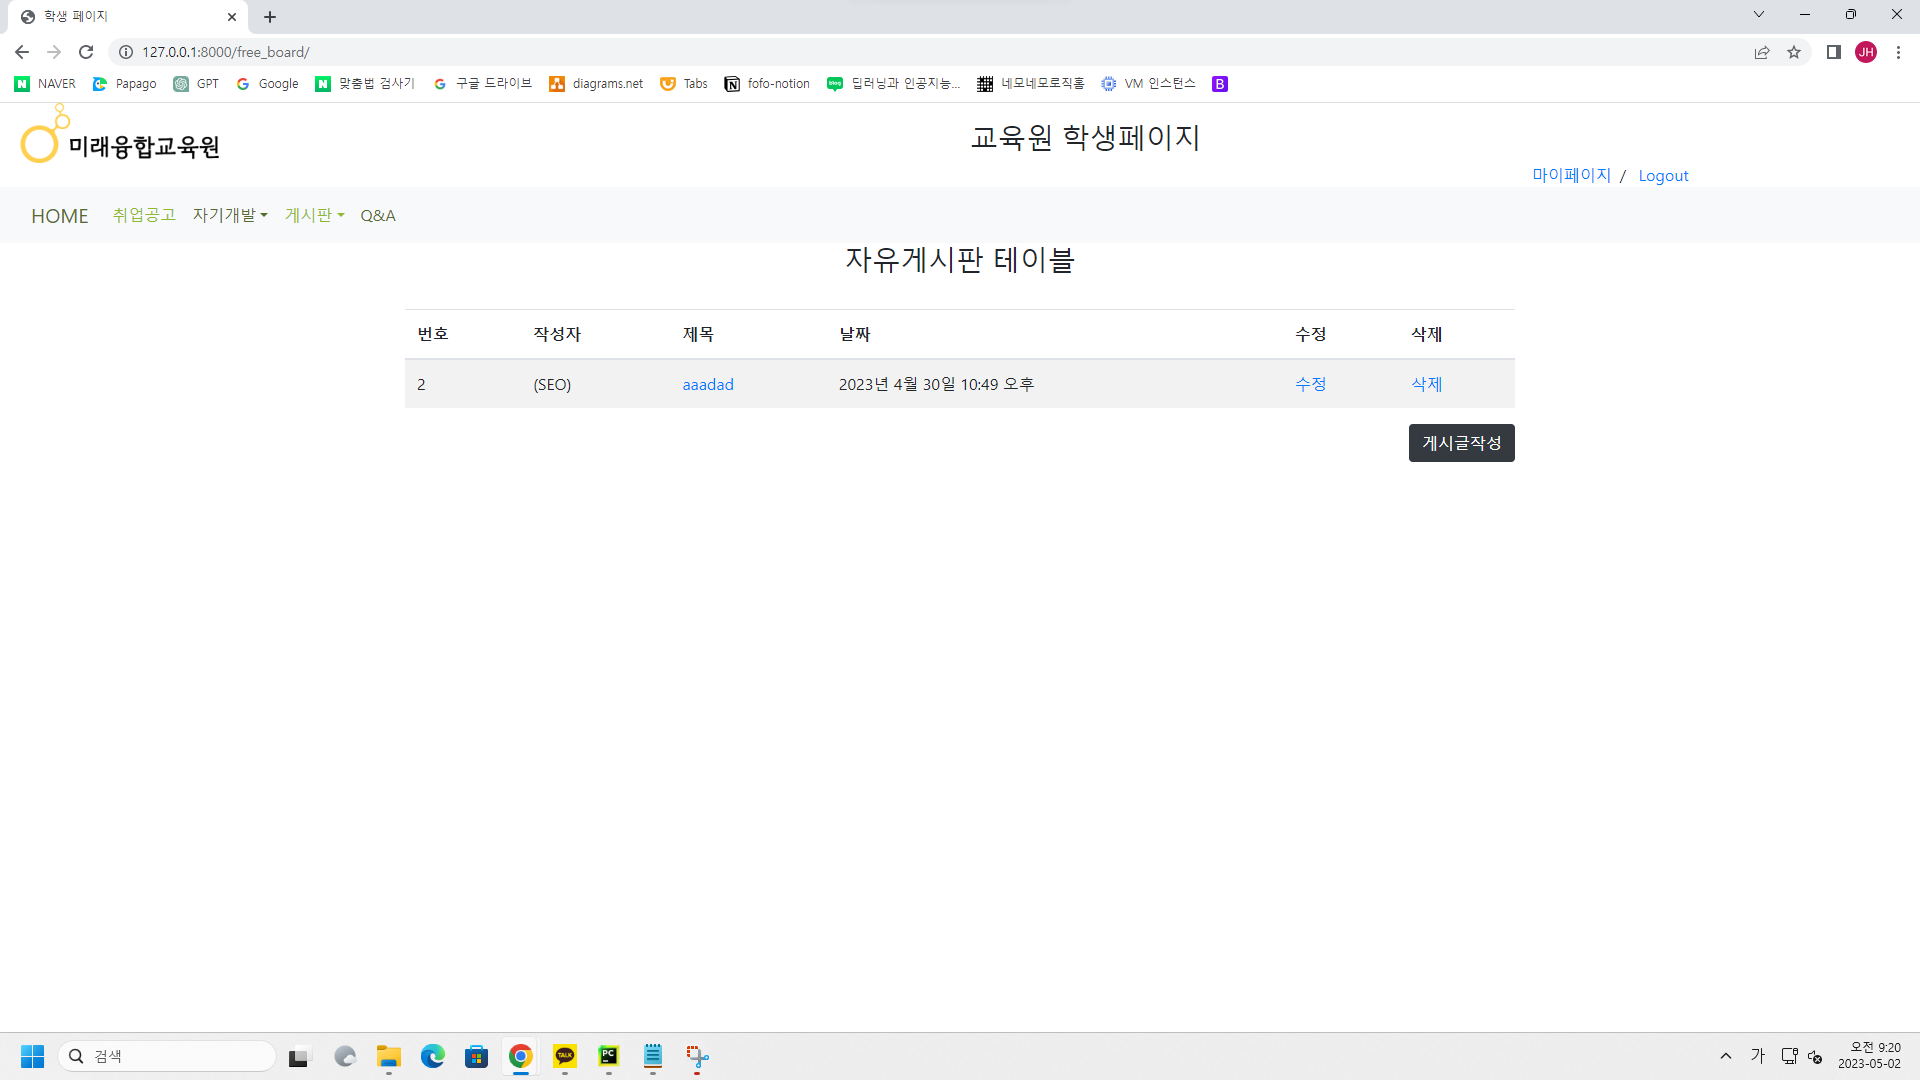 학생 페이지
127.0.0.1:8000/free_board/
JH
NAVER Papago GPT Google 맞춤법 검사기 구글 드라이브 diagrams.net Tabs fofo-notion 딥러닝과 인공지능... 네모네모로직홈 VM 인스턴스 B
미래융합교육원
교육원 학생페이지
마이페이지 / Logout
HOME 취업공고 자기개발 게시판 Q&A
자유게시판 테이블
번호 작성자 제목 날짜 수정 삭제
2 (SEO) aaadad 2023년 4월 30일 10:49 오후 수정 삭제
게시글작성
검색
TALK
PC
가
오전 9:20
2023-05-02